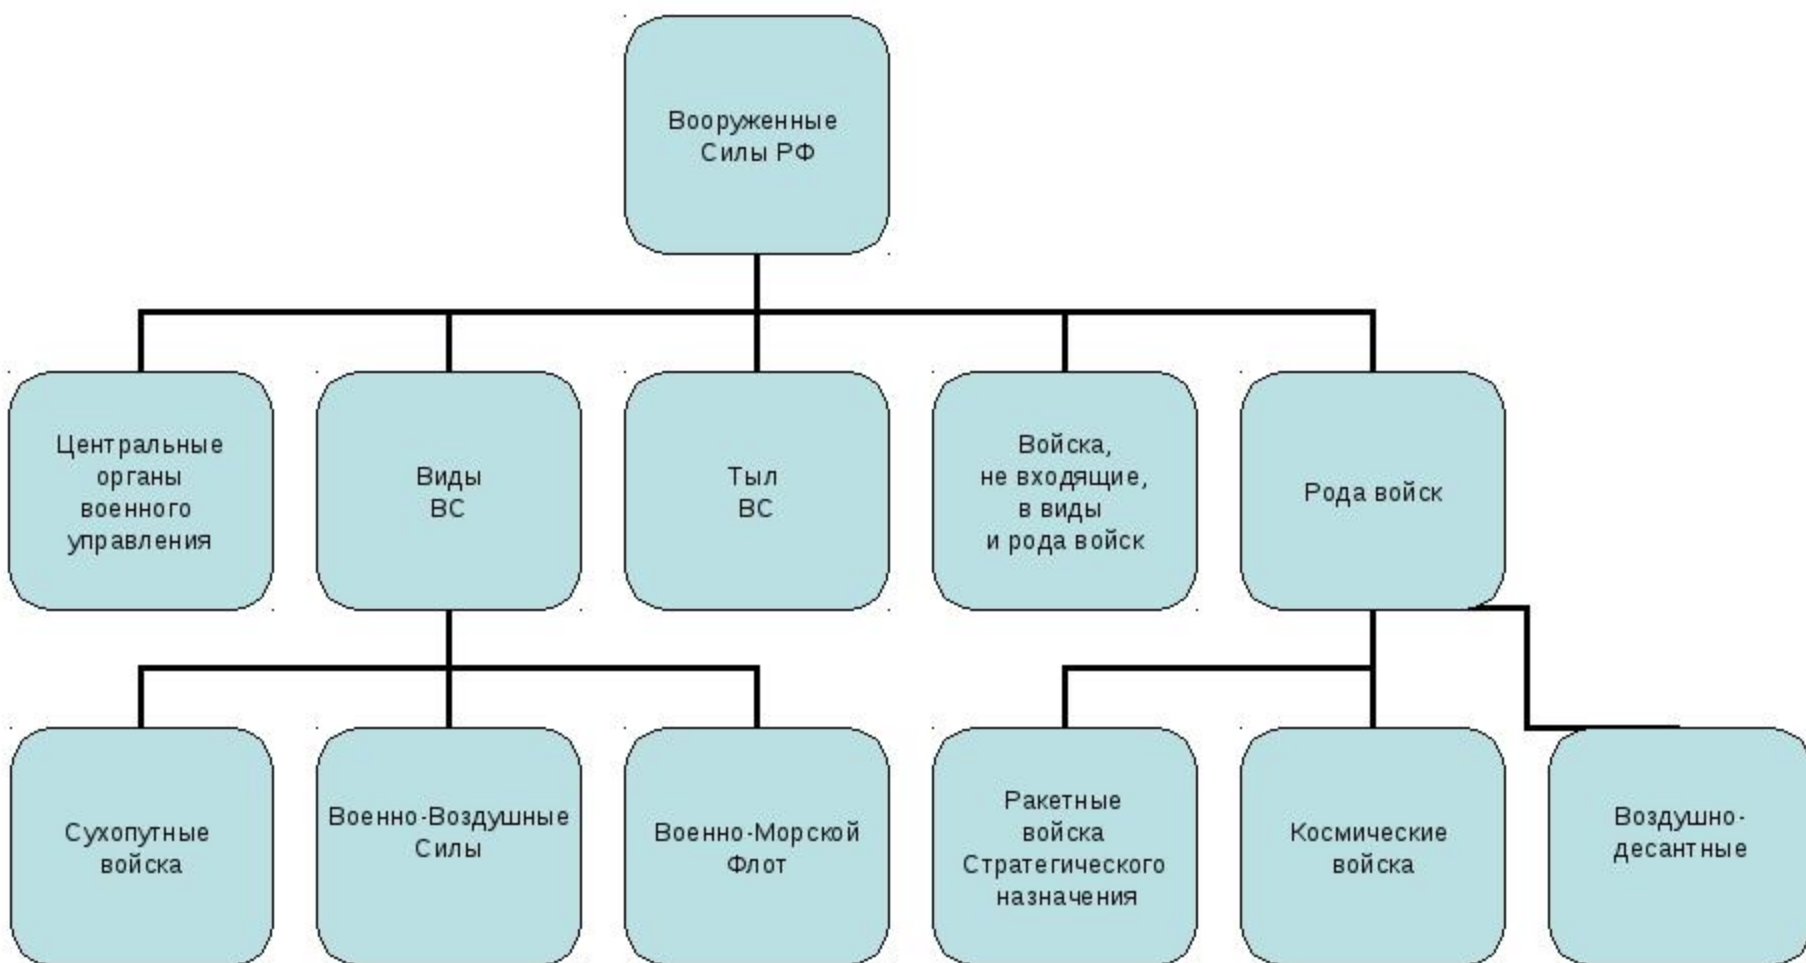 Вооруженные
Силы РФ
Центральные
органы
военного
управления
Виды
ВС
Тыл
ВС
Войска,
не входящие,
в виды
и рода войск
Рода войск
Сухопутные
войска
Военно-Воздушные
Силы
Военно-Морской
Флот
Ракетные
войска
Стратегического
назначения
Космические
войска
Воздушно-
десантные